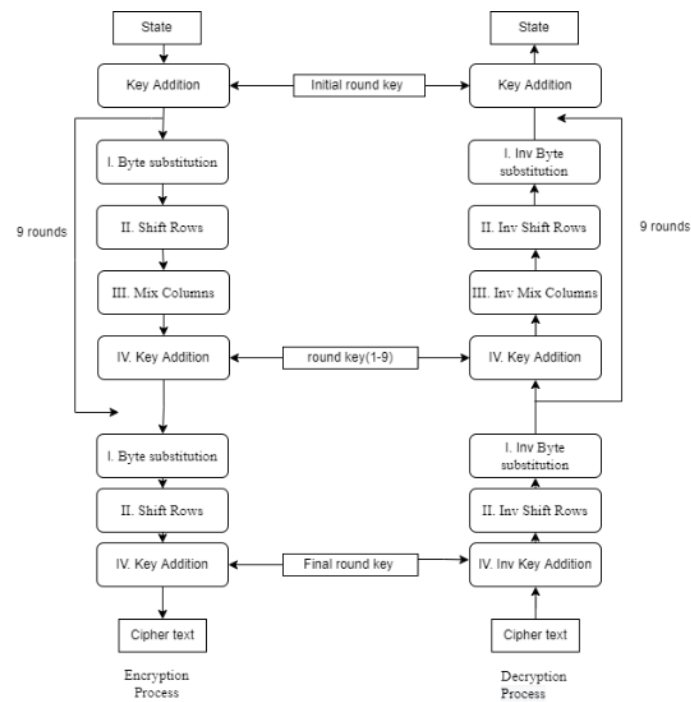 State
State
Key Addition
Initial round key
Key Addition
I. Byte substitution
I. Inv Byte
substitution
9 rounds
II. Shift Rows
II. Inv Shift Rows
9 rounds
III. Mix Columns
III. Inv Mix Columns
IV. Key Addition
round key(1-9)
IV. Key Addition
I. Byte substitution
I. Inv Byte
substitution
II. Shift Rows
II. Inv Shift Rows
IV. Key Addition
Final round key
IV. Inv Key Addition
Cipher text
Cipher text
Encryption
Process
Decryption
Process